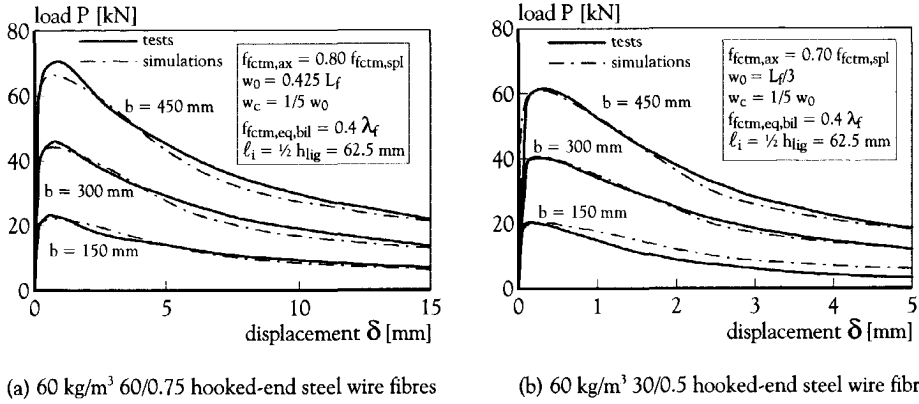 load P [kN]
80
60
40
20
0
0
5
10
15
tests
simulations
f_fctm,ax = 0.80 f_fctm,spl
w₀ = 0.425 L_f
w_c = 1/5 w₀
f_fctm,eq,bil = 0.4 λ_f
ℓ_i = ½ h_lig = 62.5 mm
b = 450 mm
b = 300 mm
b = 150 mm
displacement δ [mm]
(a) 60 kg/m³ 60/0.75 hooked-end steel wire fibres
load P [kN]
80
60
40
20
0
0
1
2
3
4
5
tests
simulations
f_fctm,ax = 0.70 f_fctm,spl
w₀ = L_f/3
w_c = 1/5 w₀
f_fctm,eq,bil = 0.4 λ_f
ℓ_i = ½ h_lig = 62.5 mm
b = 450 mm
b = 300 mm
b = 150 mm
displacement δ [mm]
(b) 60 kg/m³ 30/0.5 hooked-end steel wire fibr